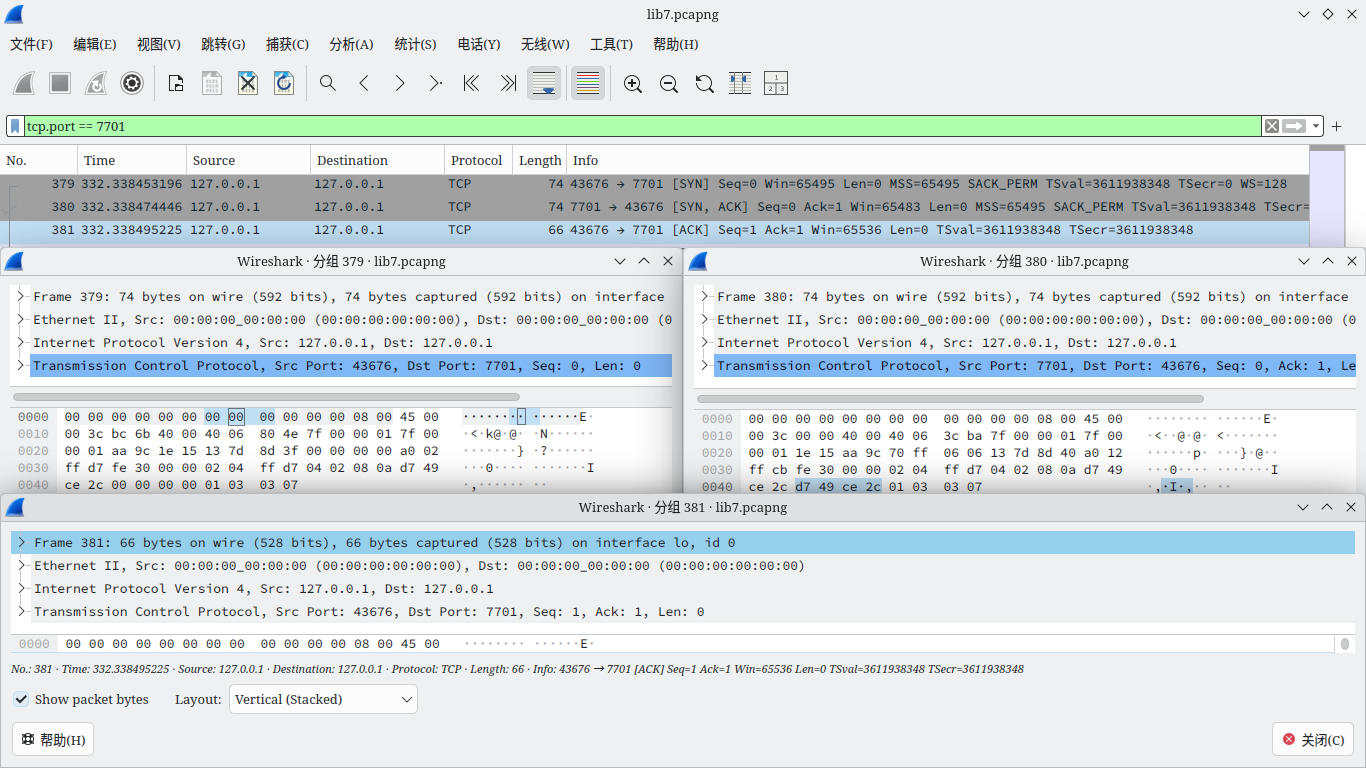 lib7.pcapng
文件(F) 编辑(E) 视图(V) 跳转(G) 捕获(C) 分析(A) 统计(S) 电话(Y) 无线(W) 工具(T) 帮助(H)
tcp.port == 7701
No. Time Source Destination Protocol Length Info
379 332.338453196 127.0.0.1 127.0.0.1 TCP 74 43676 → 7701 [SYN] Seq=0 Win=65495 Len=0 MSS=65495 SACK_PERM TSval=3611938348 TSecr=0 WS=128
380 332.338474446 127.0.0.1 127.0.0.1 TCP 74 7701 → 43676 [SYN, ACK] Seq=0 Ack=1 Win=65483 Len=0 MSS=65495 SACK_PERM TSval=3611938348 TSecr=
381 332.338495225 127.0.0.1 127.0.0.1 TCP 66 43676 → 7701 [ACK] Seq=1 Ack=1 Win=65536 Len=0 TSval=3611938348 TSecr=3611938348
Wireshark · 分组 379 · lib7.pcapng
Frame 379: 74 bytes on wire (592 bits), 74 bytes captured (592 bits) on interface
Ethernet II, Src: 00:00:00_00:00:00 (00:00:00:00:00:00), Dst: 00:00:00_00:00:00 (0
Internet Protocol Version 4, Src: 127.0.0.1, Dst: 127.0.0.1
Transmission Control Protocol, Src Port: 43676, Dst Port: 7701, Seq: 0, Len: 0
0000 00 00 00 00 00 00 00 00 00 00 00 00 08 00 45 00 ········ ······E·
0010 00 3c bc 6b 40 00 40 06 80 4e 7f 00 00 01 7f 00 ·<·k@·@· ·N······
0020 00 01 aa 9c 1e 15 13 7d 8d 3f 00 00 00 00 a0 02 ·······} ·?······
0030 ff d7 fe 30 00 00 02 04 ff d7 04 02 08 0a d7 49 ···0···· ·······I
0040 ce 2c 00 00 00 00 01 03 03 07 ·,······ ··
Wireshark · 分组 380 · lib7.pcapng
Frame 380: 74 bytes on wire (592 bits), 74 bytes captured (592 bits) on interface
Ethernet II, Src: 00:00:00_00:00:00 (00:00:00:00:00:00), Dst: 00:00:00_00:00:00 (0
Internet Protocol Version 4, Src: 127.0.0.1, Dst: 127.0.0.1
Transmission Control Protocol, Src Port: 7701, Dst Port: 43676, Seq: 0, Ack: 1, Le
0000 00 00 00 00 00 00 00 00 00 00 00 00 08 00 45 00 ········ ······E·
0010 00 3c 00 00 40 00 40 06 3c ba 7f 00 00 01 7f 00 ·<··@·@· <·······
0020 00 01 1e 15 aa 9c 70 ff 06 06 13 7d 8d 40 a0 12 ······p· ···}·@··
0030 ff cb fe 30 00 00 02 04 ff d7 04 02 08 0a d7 49 ···0···· ·······I
0040 ce 2c d7 49 ce 2c 01 03 03 07 ·,·I·,·· ··
Wireshark · 分组 381 · lib7.pcapng
Frame 381: 66 bytes on wire (528 bits), 66 bytes captured (528 bits) on interface lo, id 0
Ethernet II, Src: 00:00:00_00:00:00 (00:00:00:00:00:00), Dst: 00:00:00_00:00:00 (00:00:00:00:00:00)
Internet Protocol Version 4, Src: 127.0.0.1, Dst: 127.0.0.1
Transmission Control Protocol, Src Port: 43676, Dst Port: 7701, Seq: 1, Ack: 1, Len: 0
0000 00 00 00 00 00 00 00 00 00 00 00 00 08 00 45 00 ········ ······E·
No.: 381 · Time: 332.338495225 · Source: 127.0.0.1 · Destination: 127.0.0.1 · Protocol: TCP · Length: 66 · Info: 43676 → 7701 [ACK] Seq=1 Ack=1 Win=65536 Len=0 TSval=3611938348 TSecr=3611938348
Show packet bytes Layout: Vertical (Stacked)
帮助(H) 关闭(C)